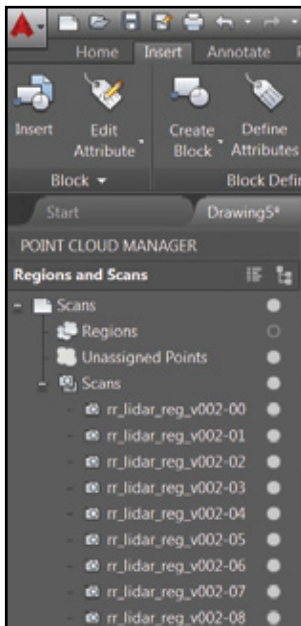 Home Insert Annotate
Insert Edit Attribute Create Block Define Attributes
Block Block Defin
Start Drawing5*
POINT CLOUD MANAGER
Regions and Scans
Scans
Regions
Unassigned Points
Scans
rr_lidar_reg_v002-00
rr_lidar_reg_v002-01
rr_lidar_reg_v002-02
rr_lidar_reg_v002-03
rr_lidar_reg_v002-04
rr_lidar_reg_v002-05
rr_lidar_reg_v002-06
rr_lidar_reg_v002-07
rr_lidar_reg_v002-08